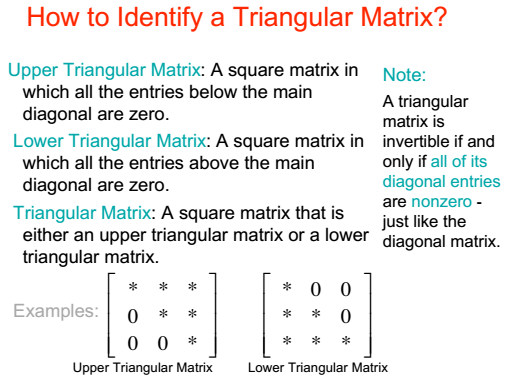 How to Identify a Triangular Matrix?
Upper Triangular Matrix: A square matrix in
which all the entries below the main
diagonal are zero.
Lower Triangular Matrix: A square matrix in
which all the entries above the main
diagonal are zero.
Triangular Matrix: A square matrix that is
either an upper triangular matrix or a lower
triangular matrix.
Note:
A triangular
matrix is
invertible if and
only if all of its
diagonal entries
are nonzero -
just like the
diagonal matrix.
Examples:
* * *
0 * *
0 0 *
Upper Triangular Matrix
* 0 0
* * 0
* * *
Lower Triangular Matrix